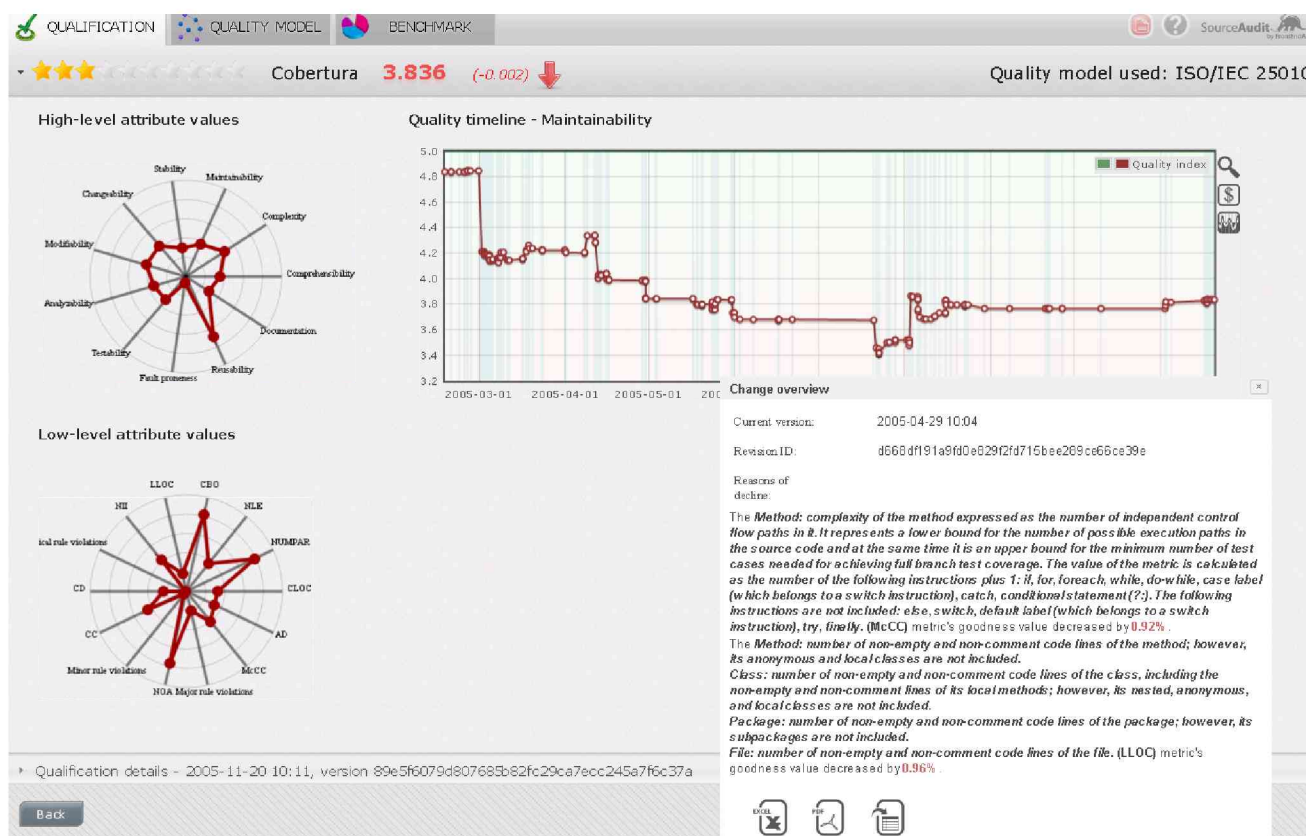 QUALIFICATION QUALITY MODEL BENCHMARK SourceAudit
Cobertura 3.836 (-0.002) Quality model used: ISO/IEC 25010
High-level attribute values
Stability
Maintainability
Changeability
Complexity
Modifiability
Comprehensibility
Analyzability
Documentation
Testability
Reusability
Fault proneness
Quality timeline - Maintainability
Quality index
5.0
4.8
4.6
4.4
4.2
4.0
3.8
3.6
3.4
3.2
2005-03-01 2005-04-01 2005-05-01 200
Low-level attribute values
LLOC CBO
NII NLE
ical rule violations NUMPAR
CD CLOC
CC AD
Minor rule violations McCC
NOA Major rule violations
Change overview
Current version: 2005-04-29 10:04
Revision ID: d668df191a9fd0e829f2fd715bee289ce66ce39e
Reasons of
decline:
The Method: complexity of the method expressed as the number of independent control
flow paths in it. It represents a lower bound for the number of possible execution paths in
the source code and at the same time it is an upper bound for the minimum number of test
cases needed for achieving full branch test coverage. The value of the metric is calculated
as the number of the following instructions plus 1: if, for, foreach, while, do-while, case label
(which belongs to a switch instruction), catch, conditional statement (?:). The following
instructions are not included: else, switch, default label (which belongs to a switch
instruction), try, finally. (McCC) metric's goodness value decreased by 0.92% .
The Method: number of non-empty and non-comment code lines of the method; however,
its anonymous and local classes are not included.
Class: number of non-empty and non-comment code lines of the class, including the
non-empty and non-comment lines of its local methods; however, its nested, anonymous,
and local classes are not included.
Package: number of non-empty and non-comment code lines of the package; however, its
subpackages are not included.
File: number of non-empty and non-comment code lines of the file. (LLOC) metric's
goodness value decreased by 0.96% .
EXCEL PDF
Qualification details - 2005-11-20 10:11, version 89e5f6079d807685b82fc29ca7ecc245a7f6c37a
Back